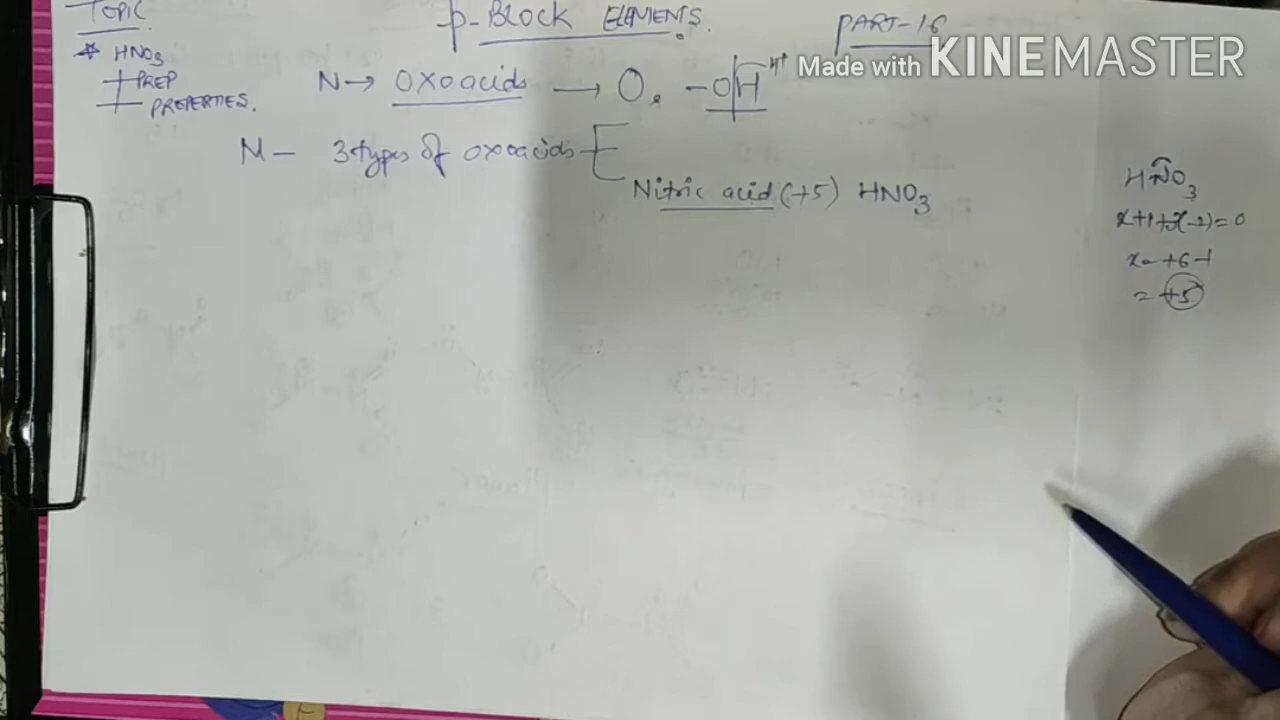 TOPIC
p-BLOCK ELEMENTS.
PART-16
* HNO3
PREP
PROPERTIES.
Made with KINEMASTER
N → oxoacids → O, -OH H+
N - 3 types of oxoacids
Nitric acid (+5) HNO3
HNO3
x+1+3(-2)=0
x = +6-1
= +5